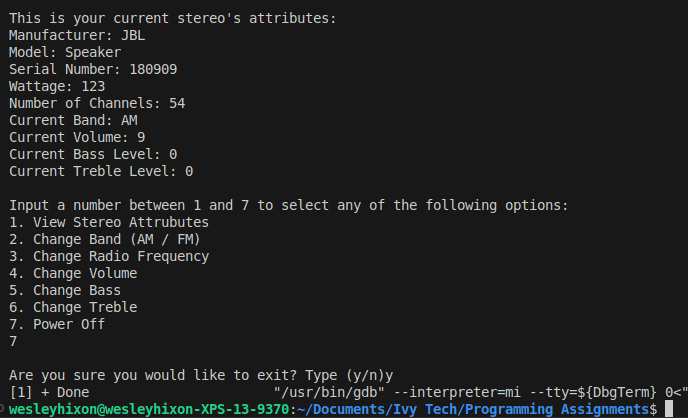 This is your current stereo's attributes:
Manufacturer: JBL
Model: Speaker
Serial Number: 180909
Wattage: 123
Number of Channels: 54
Current Band: AM
Current Volume: 9
Current Bass Level: 0
Current Treble Level: 0

Input a number between 1 and 7 to select any of the following options:
1. View Stereo Attrubutes
2. Change Band (AM / FM)
3. Change Radio Frequency
4. Change Volume
5. Change Bass
6. Change Treble
7. Power Off
7

Are you sure you would like to exit? Type (y/n)y
[1] + Done                       "/usr/bin/gdb" --interpreter=mi --tty=${DbgTerm} 0<"
wesleyhixon@wesleyhixon-XPS-13-9370:~/Documents/Ivy Tech/Programming Assignments$